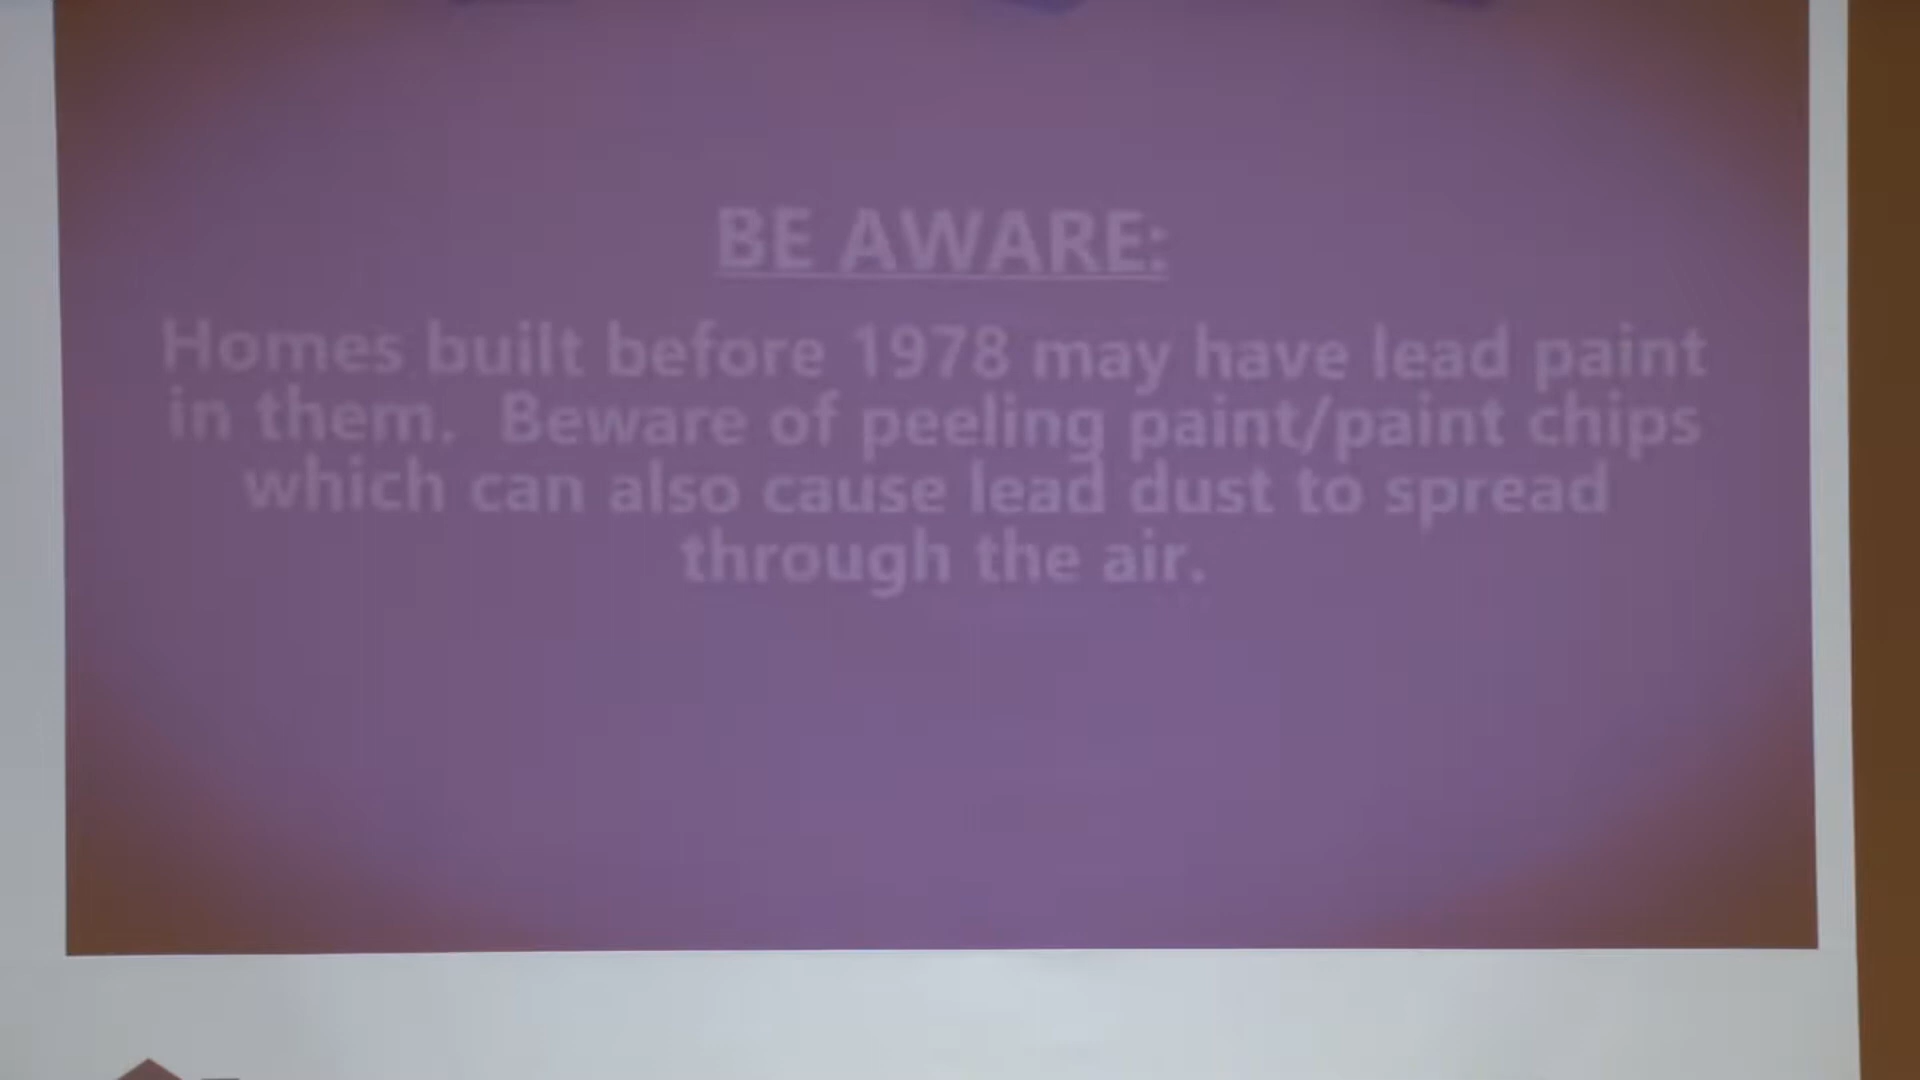 BE AWARE:
Homes built before 1978 may have lead paint
in them.  Beware of peeling paint/paint chips
which can also cause lead dust to spread
through the air.